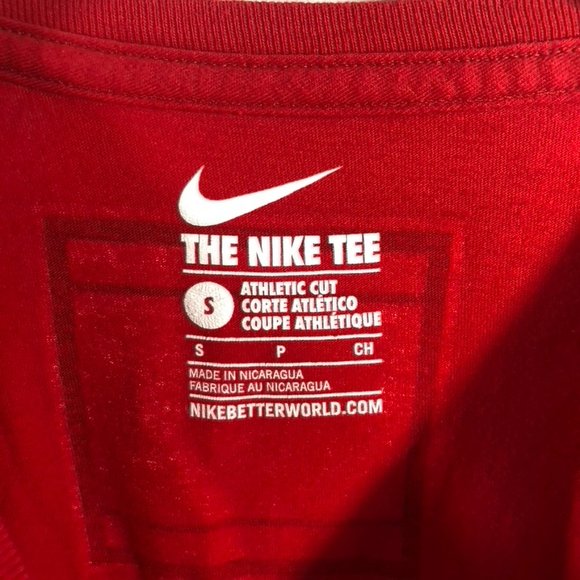 THE NIKE TEE
S
ATHLETIC CUT
CORTE ATLÉTICO
COUPE ATHLÉTIQUE
S P CH
MADE IN NICARAGUA
FABRIQUE AU NICARAGUA
NIKEBETTERWORLD.COM